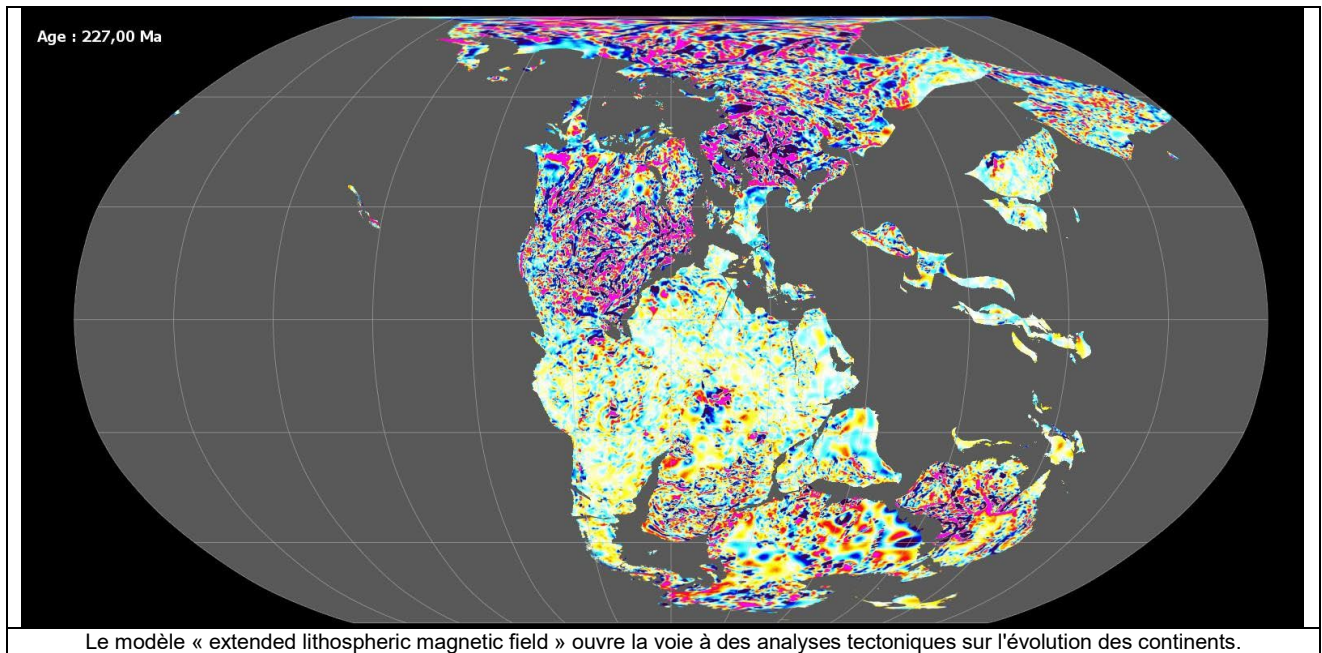 Age : 227,00 Ma
Le modèle « extended lithospheric magnetic field » ouvre la voie à des analyses tectoniques sur l'évolution des continents.